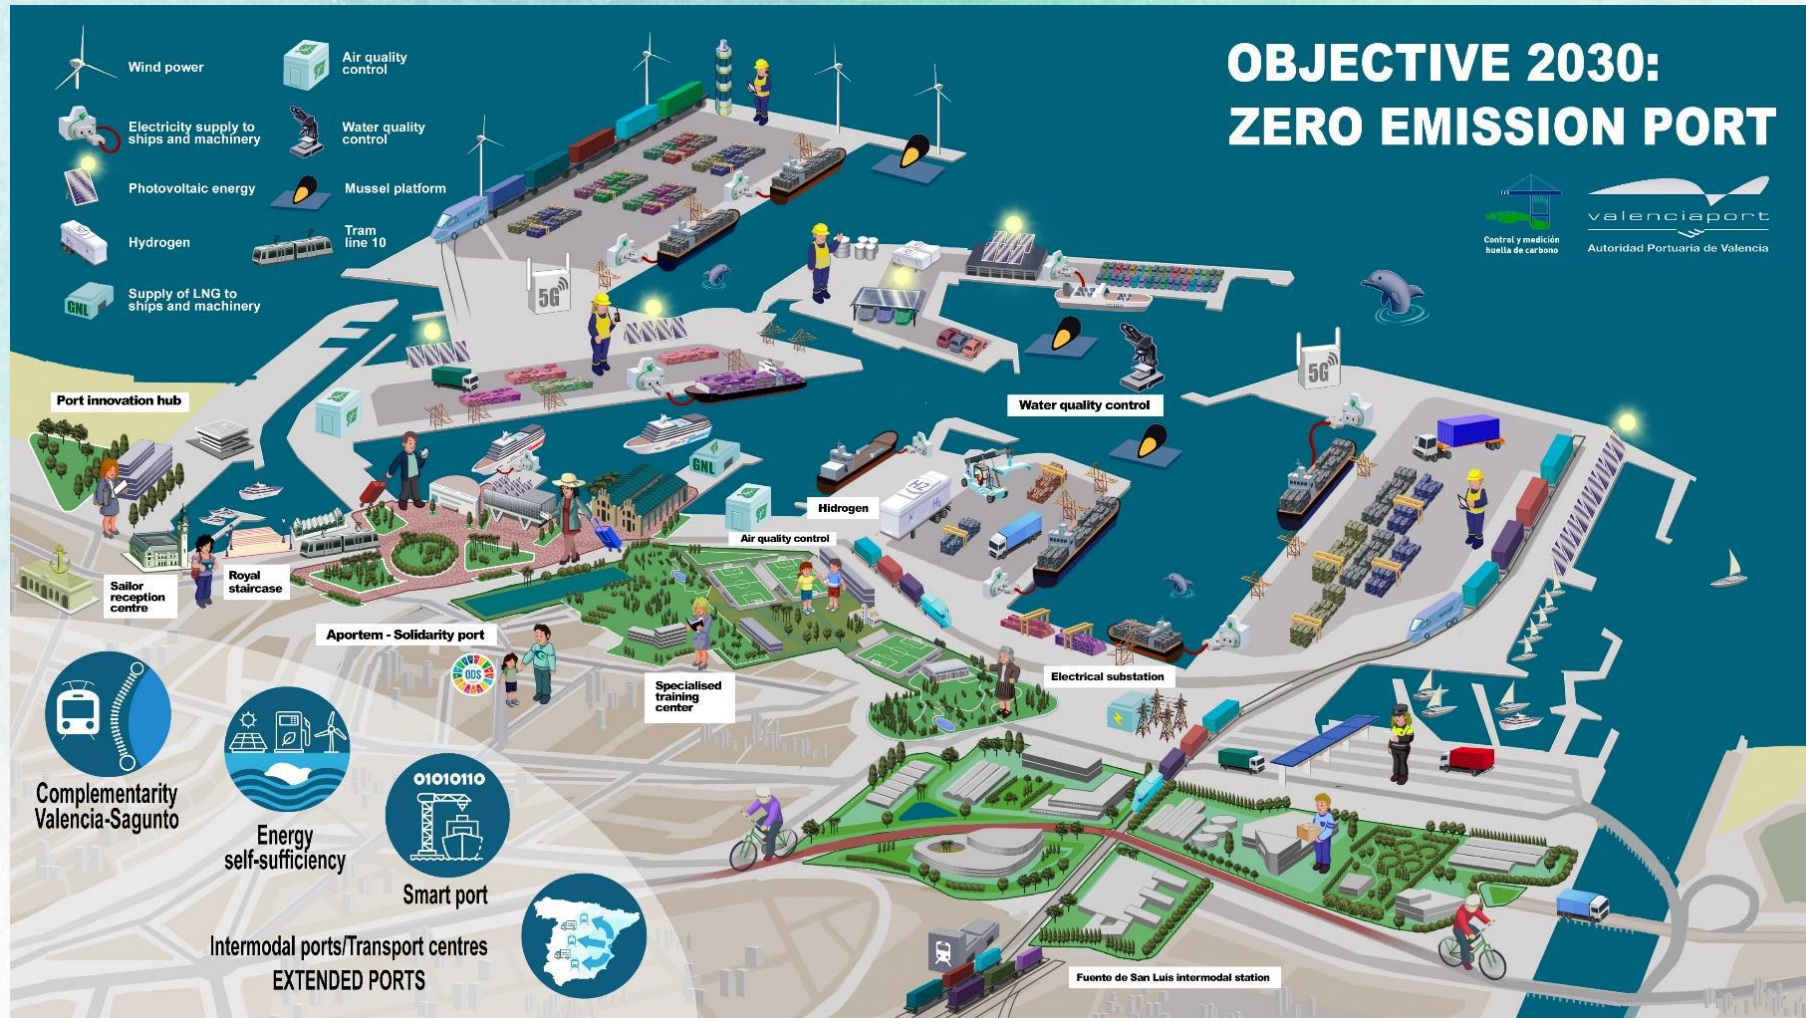 OBJECTIVE 2030:
ZERO EMISSION PORT
Control y medición
huella de carbono
valenciaport
Autoridad Portuaria de Valencia
Wind power
Air quality
control
Electricity supply to
ships and machinery
Water quality
control
Photovoltaic energy
Mussel platform
Hydrogen
Tram
line 10
GNL
Supply of LNG to
ships and machinery
5G
5G
Port innovation hub
Water quality control
GNL
H2
Hidrogen
Air quality control
Sailor
reception
centre
Royal
staircase
Aportem - Solidarity port
ODS
Specialised
training
center
Electrical substation
Complementarity
Valencia-Sagunto
Energy
self-sufficiency
01010110
Smart port
Intermodal ports/Transport centres
EXTENDED PORTS
Fuente de San Luís intermodal station